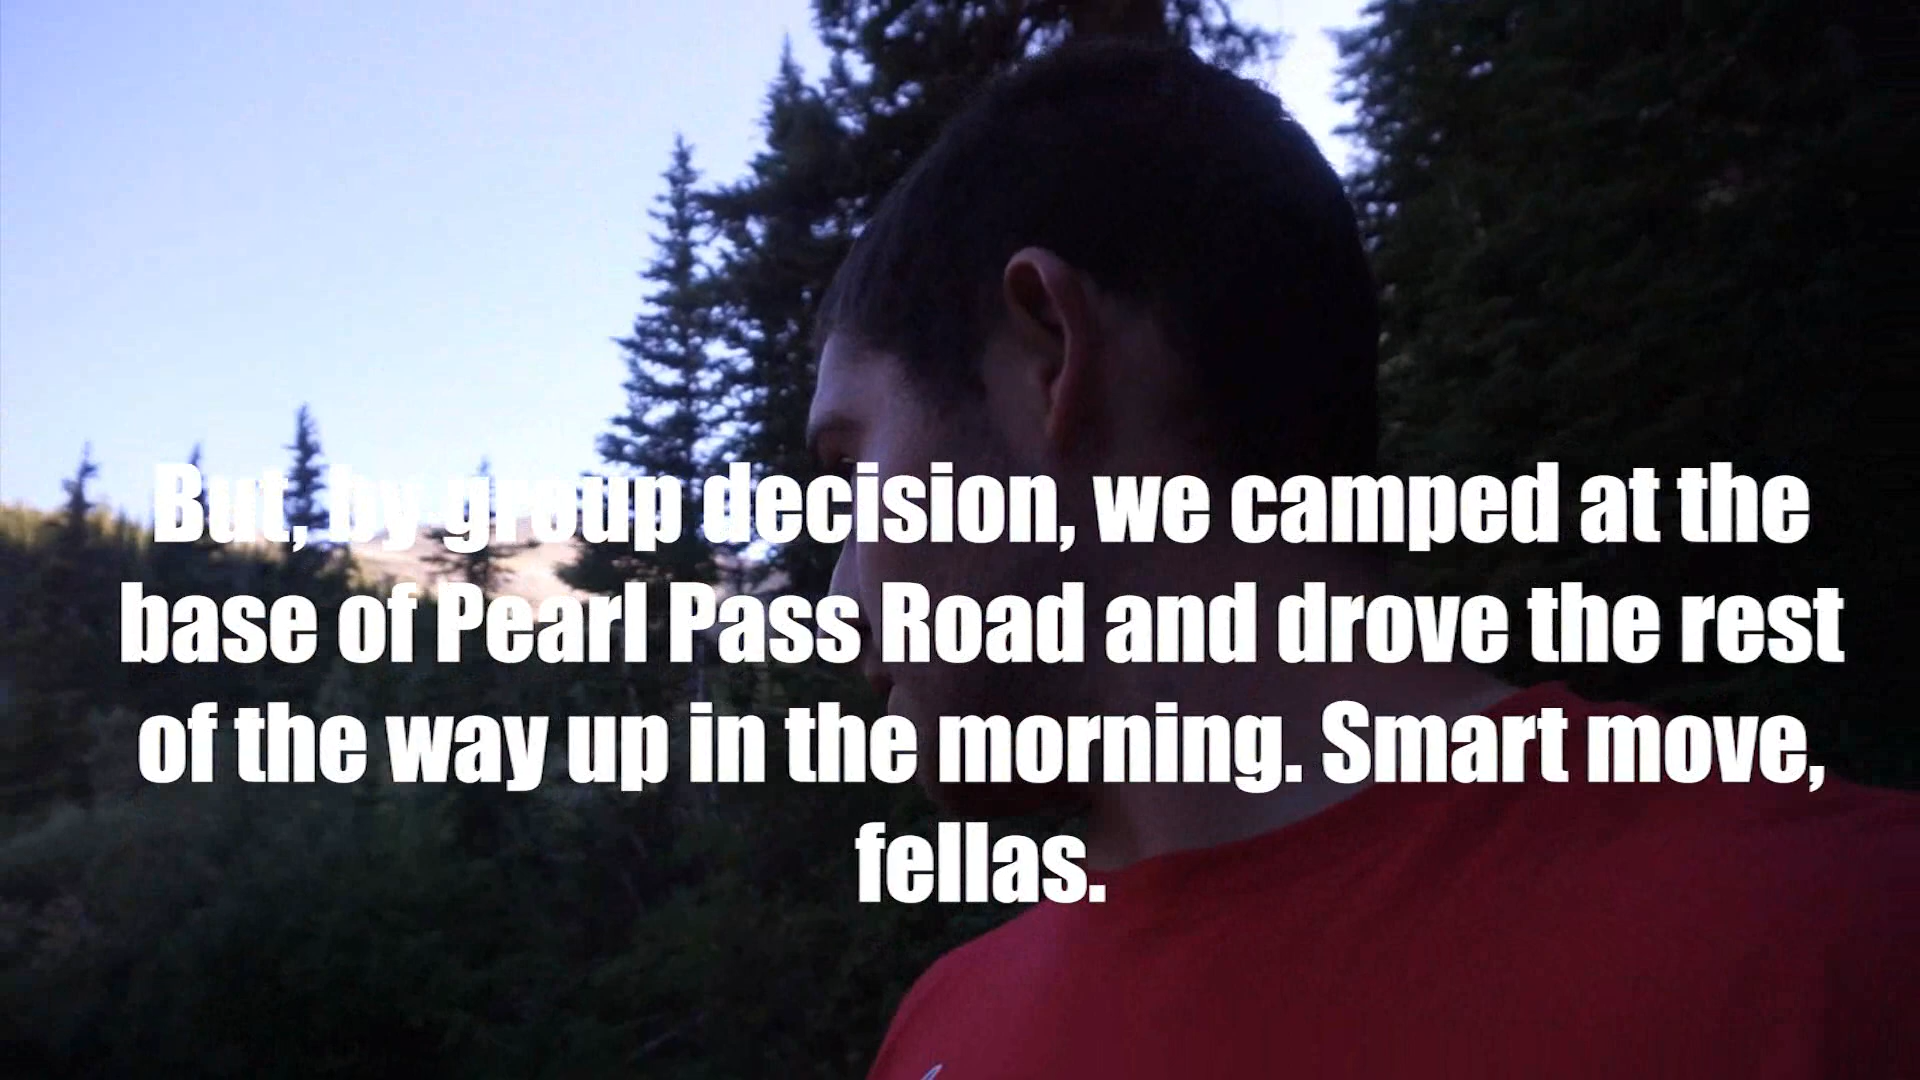 But, by group decision, we camped at the
base of Pearl Pass Road and drove the rest
of the way up in the morning. Smart move,
fellas.